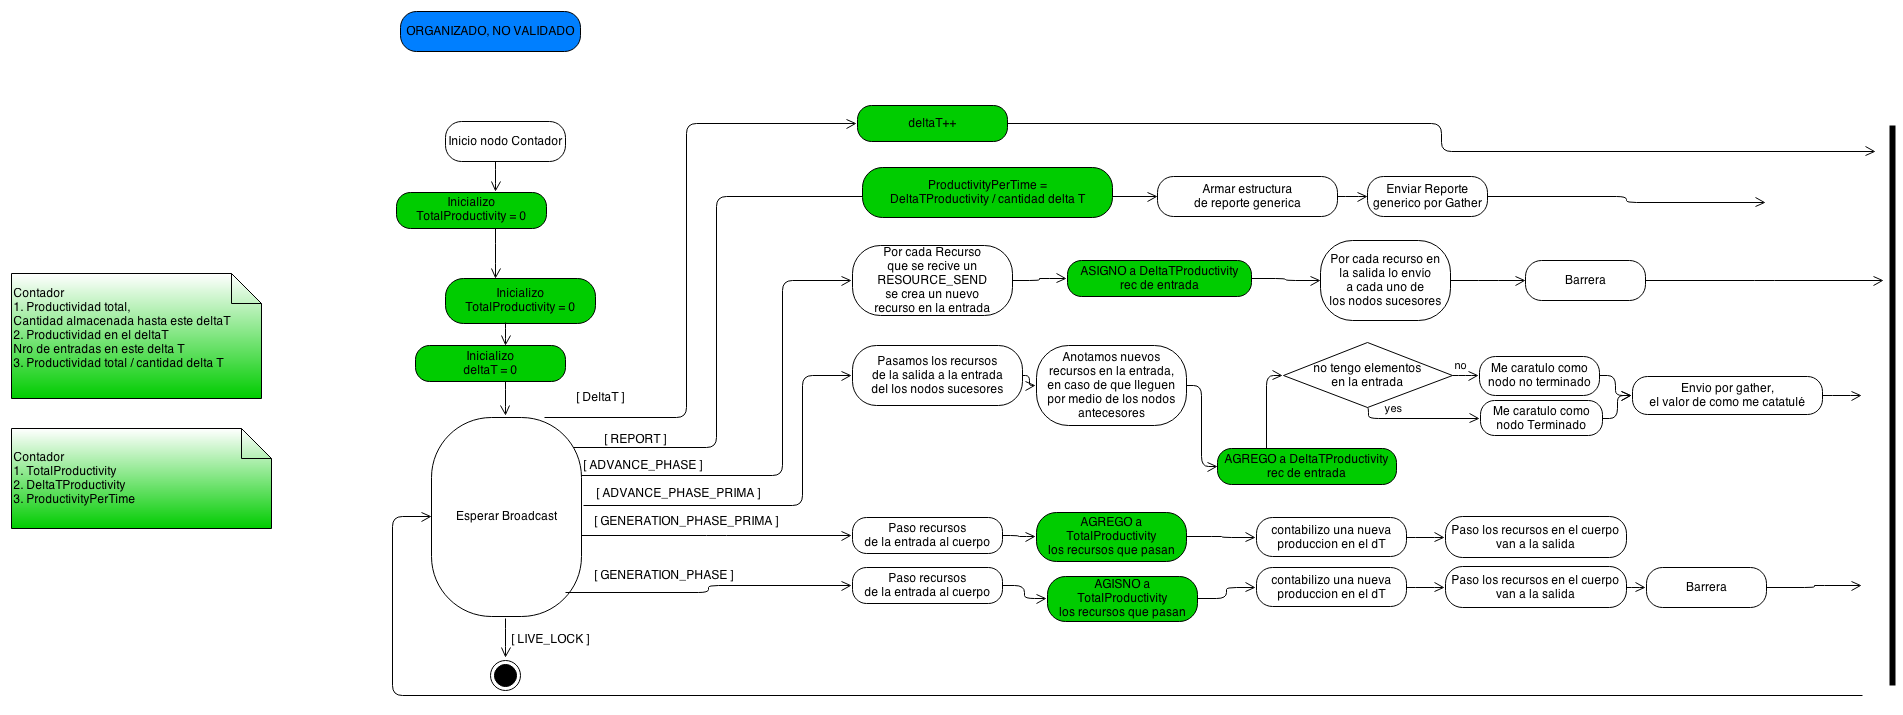 ORGANIZADO, NO VALIDADO
Inicio nodo Contador
Inicializo
TotalProductivity = 0
Inicializo
TotalProductivity = 0
Inicializo
deltaT = 0
Contador
1. Productividad total,
Cantidad almacenada hasta este deltaT
2. Productividad en el deltaT
Nro de entradas en este delta T
3. Productividad total / cantidad delta T
Contador
1. TotalProductivity
2. DeltaTProductivity
3. ProductivityPerTime
Esperar Broadcast
[ DeltaT ]
deltaT++
[ REPORT ]
ProductivityPerTime =
DeltaTProductivity / cantidad delta T
Armar estructura
de reporte generica
Enviar Reporte
generico por Gather
[ ADVANCE_PHASE ]
Por cada Recurso
que se recive un
RESOURCE_SEND
se crea un nuevo
recurso en la entrada
ASIGNO a DeltaTProductivity
rec de entrada
Por cada recurso en
la salida lo envio
a cada uno de
los nodos sucesores
Barrera
[ ADVANCE_PHASE_PRIMA ]
Pasamos los recursos
de la salida a la entrada
del los nodos sucesores
Anotamos nuevos
recursos en la entrada,
en caso de que lleguen
por medio de los nodos
antecesores
AGREGO a DeltaTProductivity
rec de entrada
no tengo elementos
en la entrada
no
yes
Me caratulo como
nodo no terminado
Me caratulo como
nodo Terminado
Envio por gather,
el valor de como me catatulé
[ GENERATION_PHASE_PRIMA ]
Paso recursos
de la entrada al cuerpo
AGREGO a
TotalProductivity
los recursos que pasan
contabilizo una nueva
produccion en el dT
Paso los recursos en el cuerpo
van a la salida
[ GENERATION_PHASE ]
Paso recursos
de la entrada al cuerpo
AGISNO a
TotalProductivity
los recursos que pasan
contabilizo una nueva
produccion en el dT
Paso los recursos en el cuerpo
van a la salida
Barrera
[ LIVE_LOCK ]